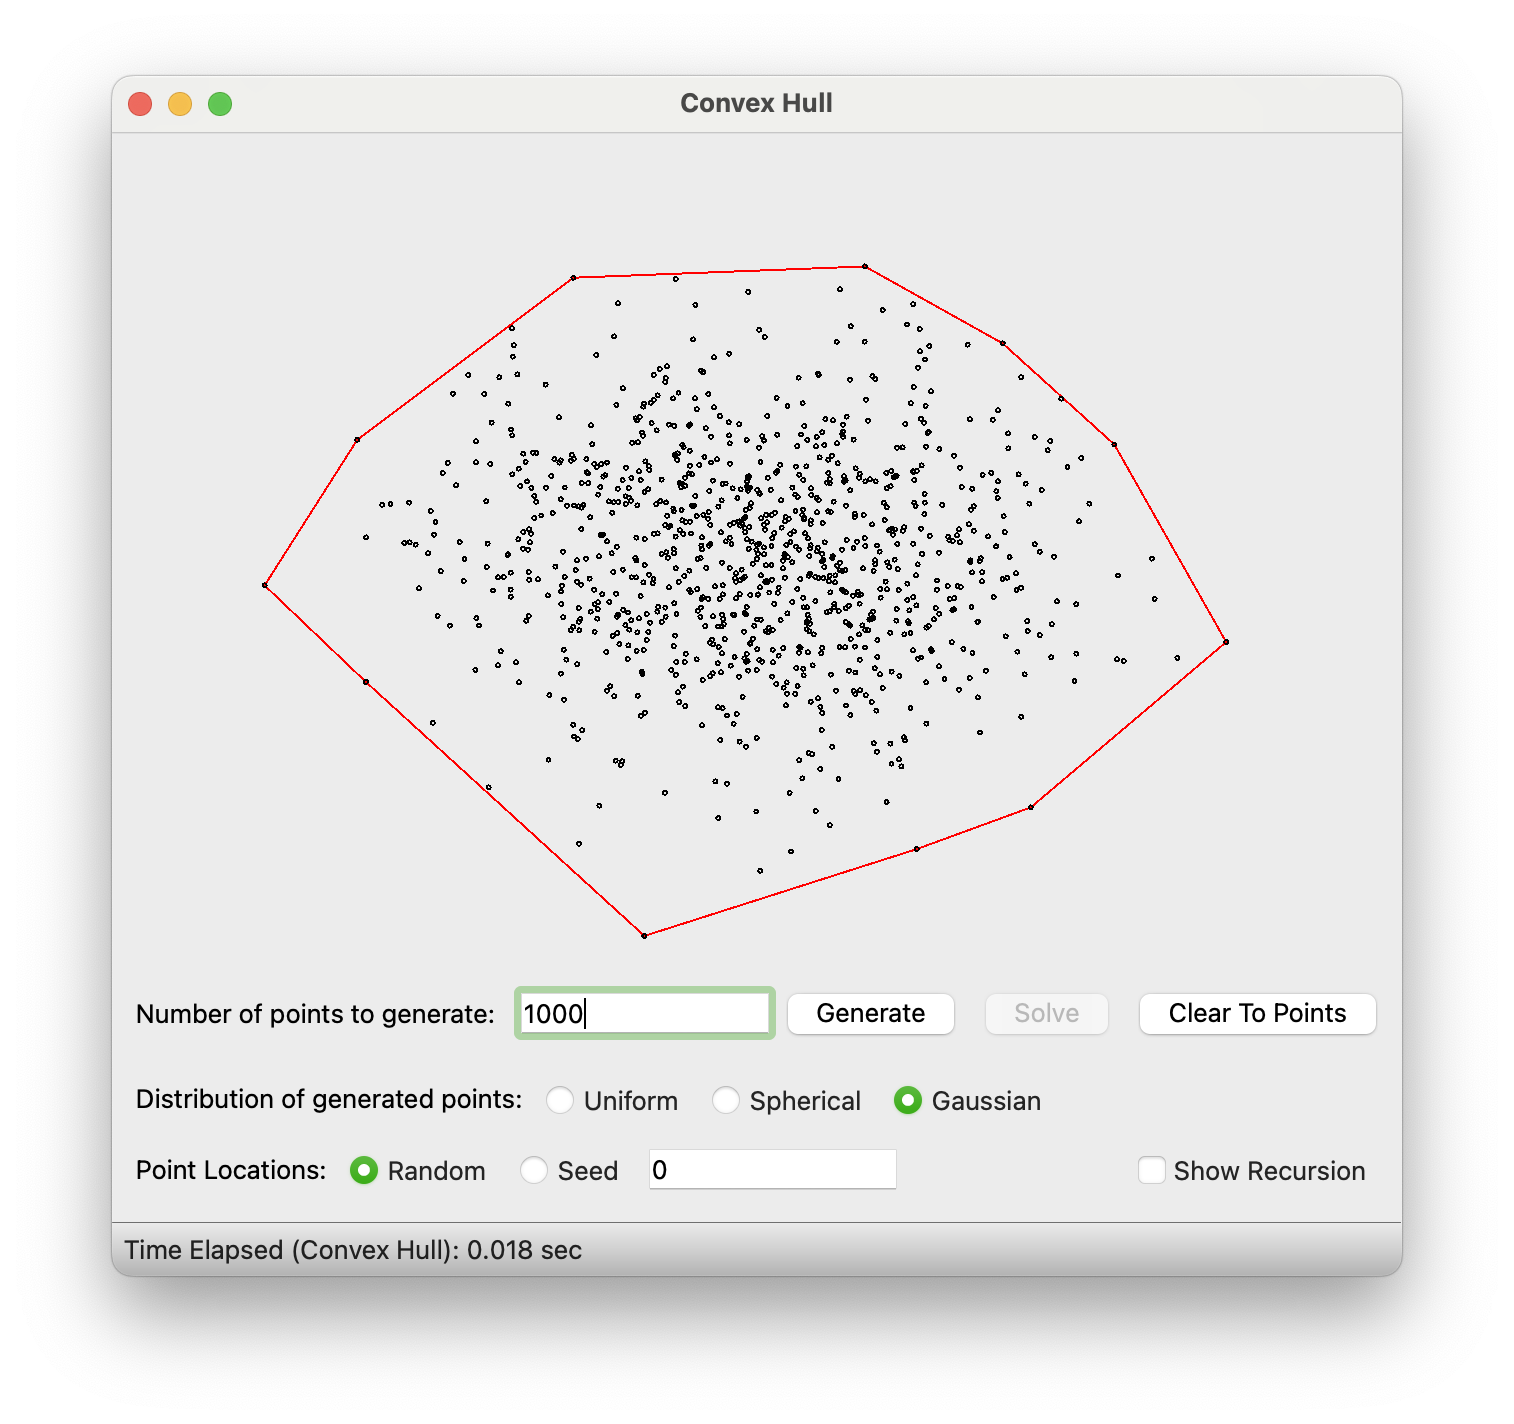 Convex Hull
Number of points to generate: 1000 Generate Solve Clear To Points
Distribution of generated points: Uniform Spherical Gaussian
Point Locations: Random Seed 0 Show Recursion
Time Elapsed (Convex Hull): 0.018 sec